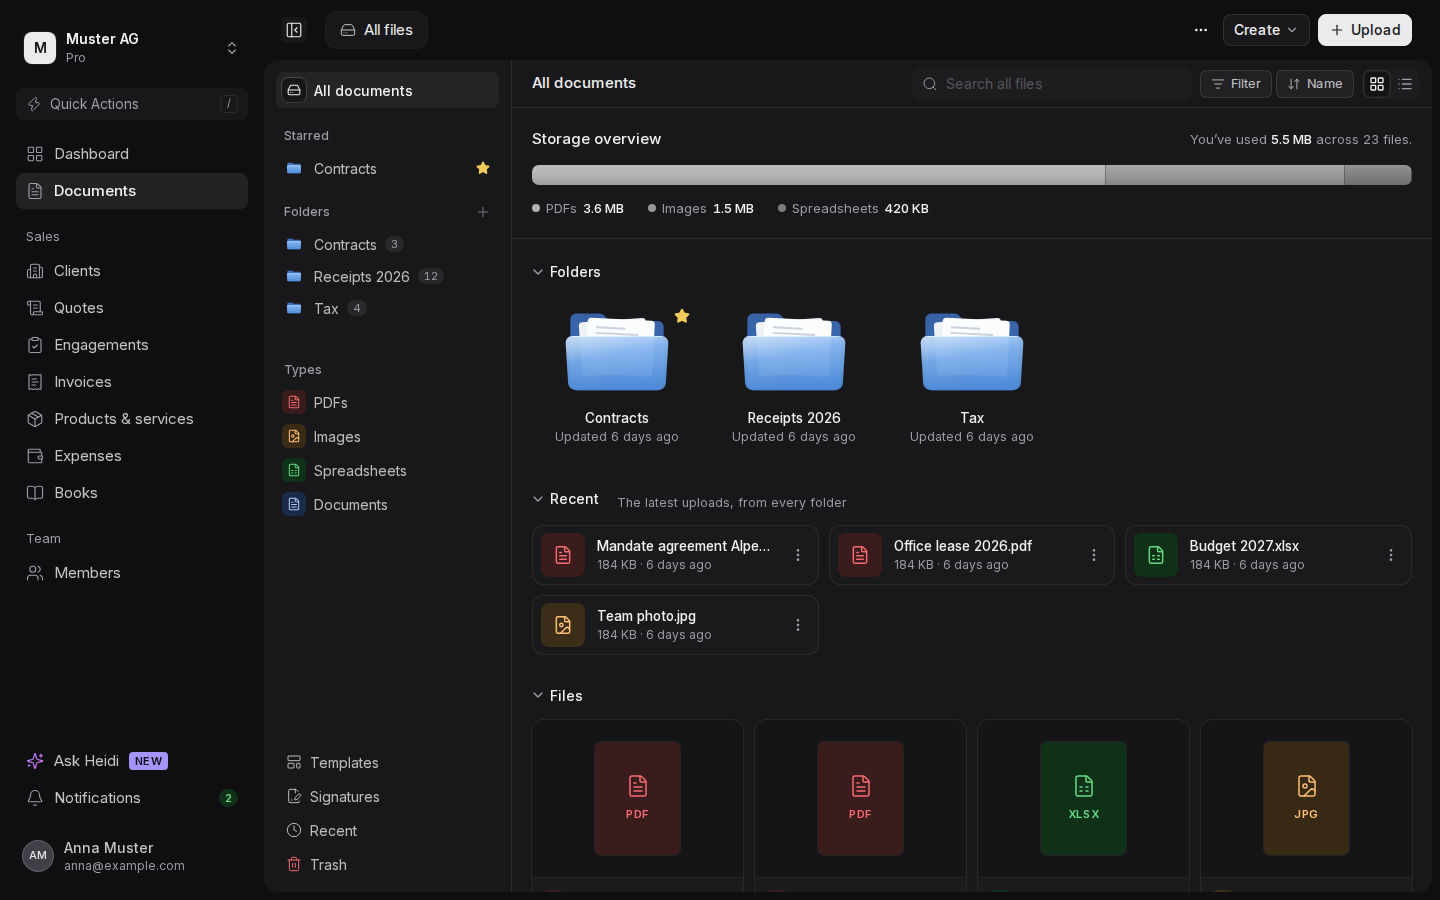 M
Muster AG
Pro
Quick Actions
/
Dashboard
Documents
Sales
Clients
Quotes
Engagements
Invoices
Products & services
Expenses
Books
Team
Members
Ask Heidi
NEW
Notifications
2
AM
Anna Muster
anna@example.com
All files
Create
Upload
All documents
Starred
Contracts
Folders
Contracts 3
Receipts 2026 12
Tax 4
Types
PDFs
Images
Spreadsheets
Documents
Templates
Signatures
Recent
Trash
All documents
Search all files
Filter
Name
Storage overview
You've used 5.5 MB across 23 files.
PDFs 3.6 MB
Images 1.5 MB
Spreadsheets 420 KB
Folders
Contracts
Updated 6 days ago
Receipts 2026
Updated 6 days ago
Tax
Updated 6 days ago
Recent
The latest uploads, from every folder
Mandate agreement Alpe...
184 KB · 6 days ago
Office lease 2026.pdf
184 KB · 6 days ago
Budget 2027.xlsx
184 KB · 6 days ago
Team photo.jpg
184 KB · 6 days ago
Files
PDF
PDF
XLSX
JPG